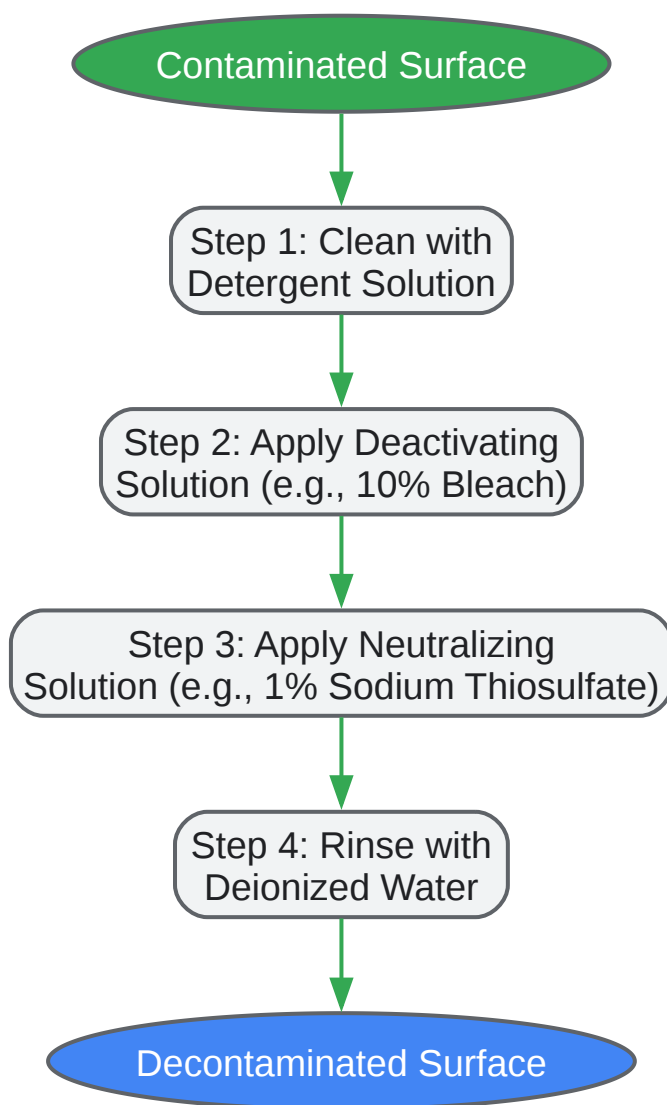 Contaminated Surface
Step 1: Clean with
Detergent Solution
Step 2: Apply Deactivating
Solution (e.g., 10% Bleach)
Step 3: Apply Neutralizing
Solution (e.g., 1% Sodium Thiosulfate)
Step 4: Rinse with
Deionized Water
Decontaminated Surface